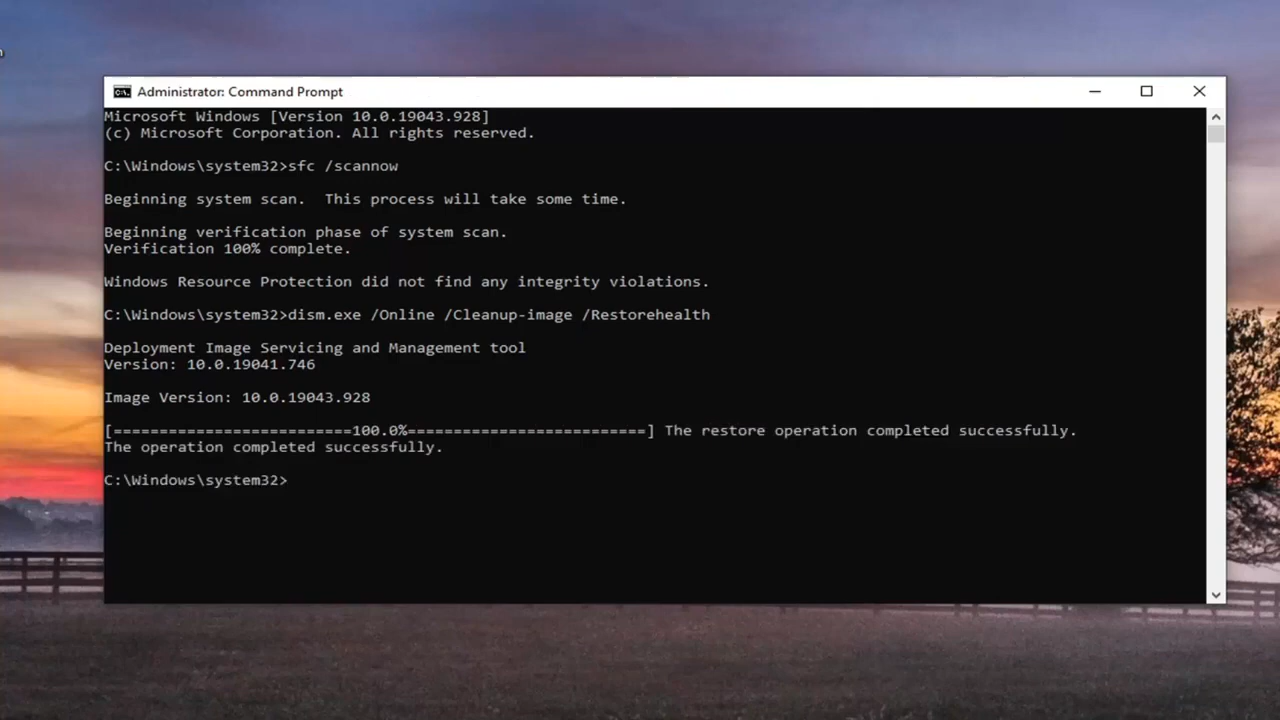 Administrator: Command Prompt
Microsoft Windows [Version 10.0.19043.928]
(c) Microsoft Corporation. All rights reserved.
C:\Windows\system32>sfc /scannow
Beginning system scan.  This process will take some time.
Beginning verification phase of system scan.
Verification 100% complete.
Windows Resource Protection did not find any integrity violations.
C:\Windows\system32>dism.exe /Online /Cleanup-image /Restorehealth
Deployment Image Servicing and Management tool
Version: 10.0.19041.746
Image Version: 10.0.19043.928
[==========================100.0%==========================] The restore operation completed successfully.
The operation completed successfully.
C:\Windows\system32>